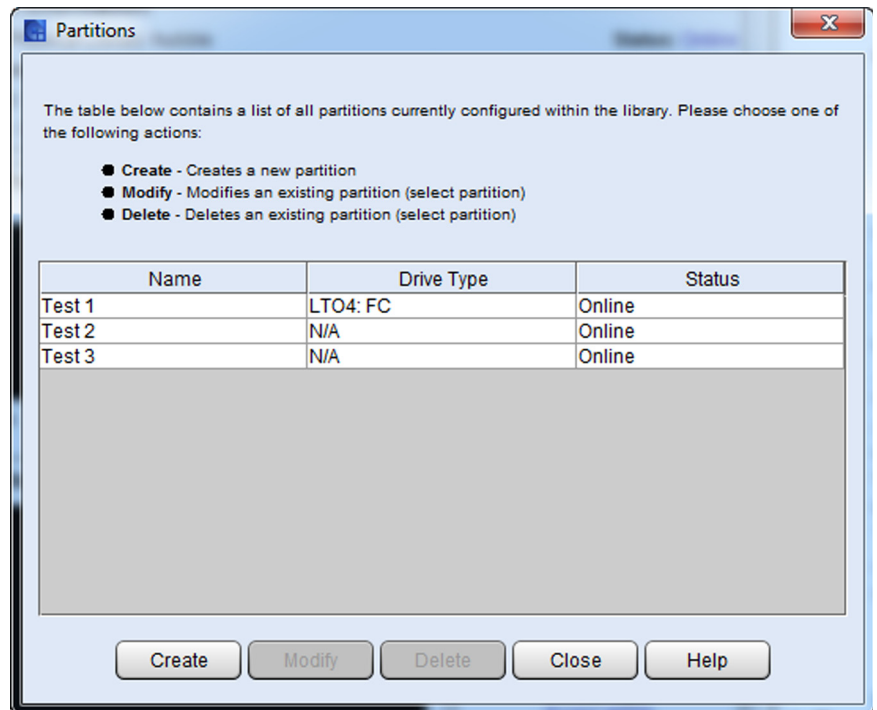 Partitions
The table below contains a list of all partitions currently configured within the library. Please choose one of
the following actions:
Create - Creates a new partition
Modify - Modifies an existing partition (select partition)
Delete - Deletes an existing partition (select partition)
Name Drive Type Status
Test 1 LTO4: FC Online
Test 2 N/A Online
Test 3 N/A Online
Create Modify Delete Close Help